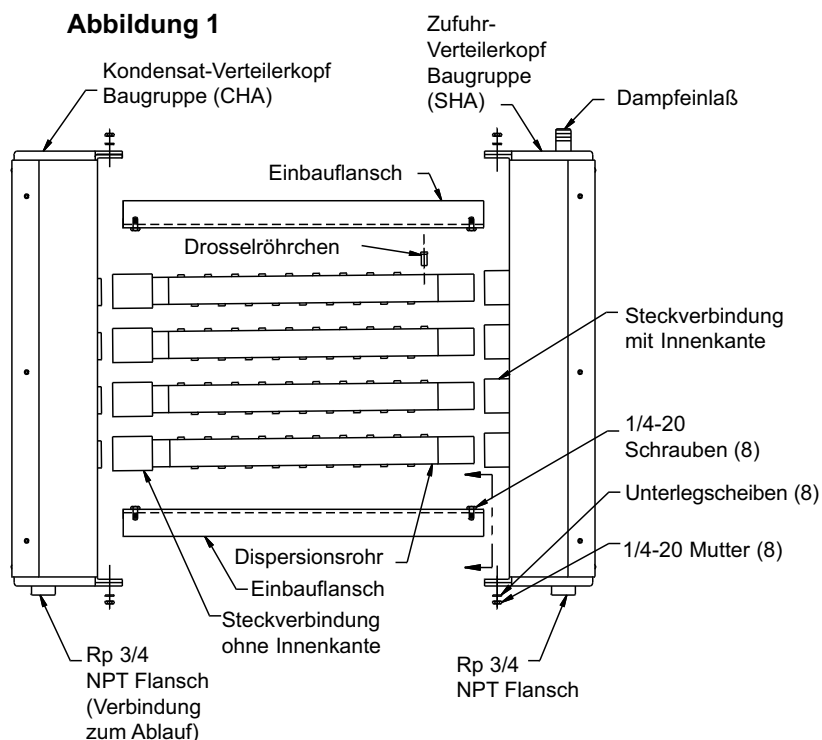 Abbildung 1
Kondensat-Verteilerkopf
Baugruppe (CHA)
Zufuhr-
Verteilerkopf
Baugruppe
(SHA)
Dampfeinlaß
Einbauflansch
Drosselröhrchen
Steckverbindung
mit Innenkante
1/4-20
Schrauben (8)
Unterlegscheiben (8)
1/4-20 Mutter (8)
Dispersionsrohr
Einbauflansch
Steckverbindung
ohne Innenkante
Rp 3/4
NPT Flansch
(Verbindung
zum Ablauf)
Rp 3/4
NPT Flansch